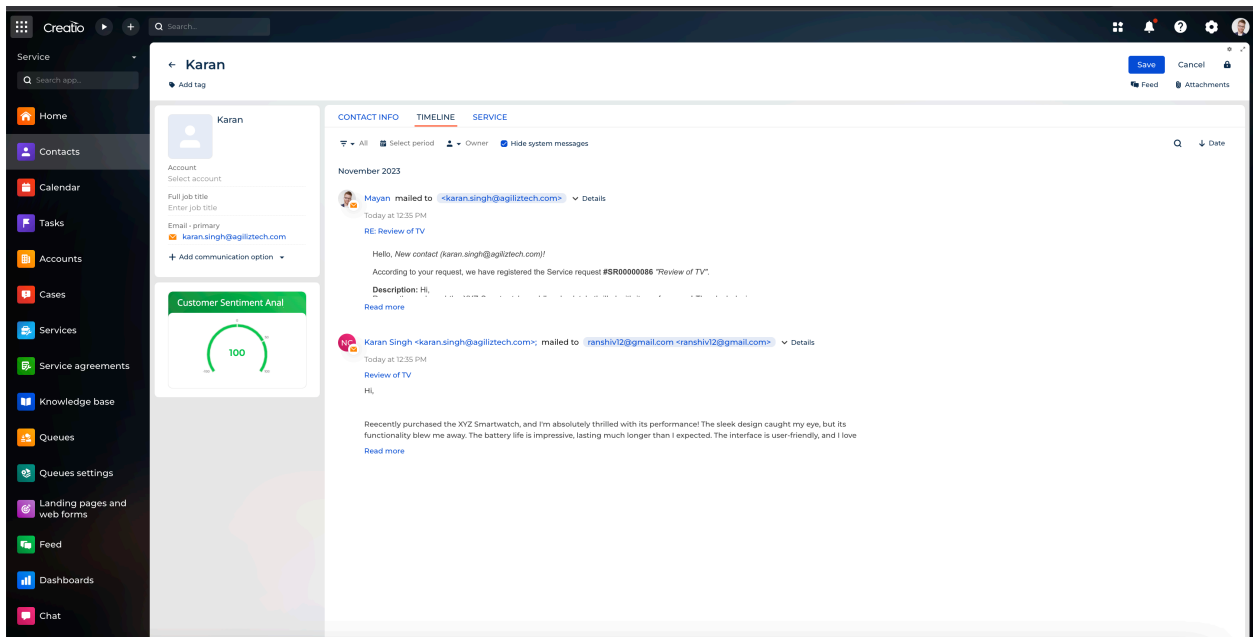 Creatio
Search...
Service
Search app...
Home
Contacts
Calendar
Tasks
Accounts
Cases
Services
Service agreements
Knowledge base
Queues
Queues settings
Landing pages and
web forms
Feed
Dashboards
Chat
Karan
Save
Cancel
Add tag
Feed
Attachments
Karan
Account
Select account
Full job title
Enter job title
Email - primary
karan.singh@agiliztech.com
Add communication option
Customer Sentiment Anal
100
CONTACT INFO TIMELINE SERVICE
All Select period Owner Hide system messages
Date
November 2023
Mayan mailed to <karan.singh@agiliztech.com> Details
Today at 12:35 PM
RE: Review of TV
Hello, New contact (karan.singh@agiliztech.com)!
According to your request, we have registered the Service request #SR00000086 "Review of TV".
Description: Hi,
Read more
NC
Karan Singh <karan.singh@agiliztech.com>; mailed to ranshiv12@gmail.com <ranshiv12@gmail.com> Details
Today at 12:35 PM
Review of TV
Hi,
Reecently purchased the XYZ Smartwatch, and I'm absolutely thrilled with its performance! The sleek design caught my eye, but its
functionality blew me away. The battery life is impressive, lasting much longer than I expected. The interface is user-friendly, and I love
Read more